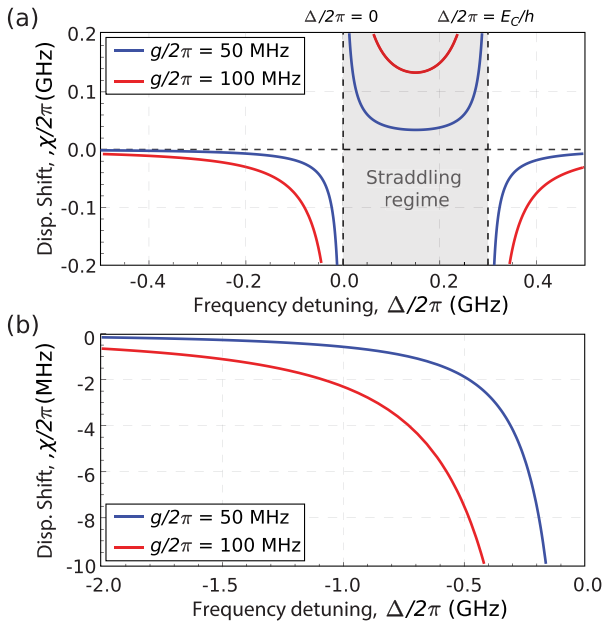 (a)
Δ/2π = 0
Δ/2π = E_C/h
g/2π = 50 MHz
g/2π = 100 MHz
Disp. Shift, ,χ/2π(GHz)
0.2
0.1
0.0
-0.1
-0.2
Straddling
regime
-0.4
-0.2
0.0
0.2
0.4
Frequency detuning, Δ/2π (GHz)
(b)
Disp. Shift, ,χ/2π(MHz)
0
-2
-4
-6
-8
-10
g/2π = 50 MHz
g/2π = 100 MHz
-2.0
-1.5
-1.0
-0.5
0.0
Frequency detuning, Δ/2π (GHz)